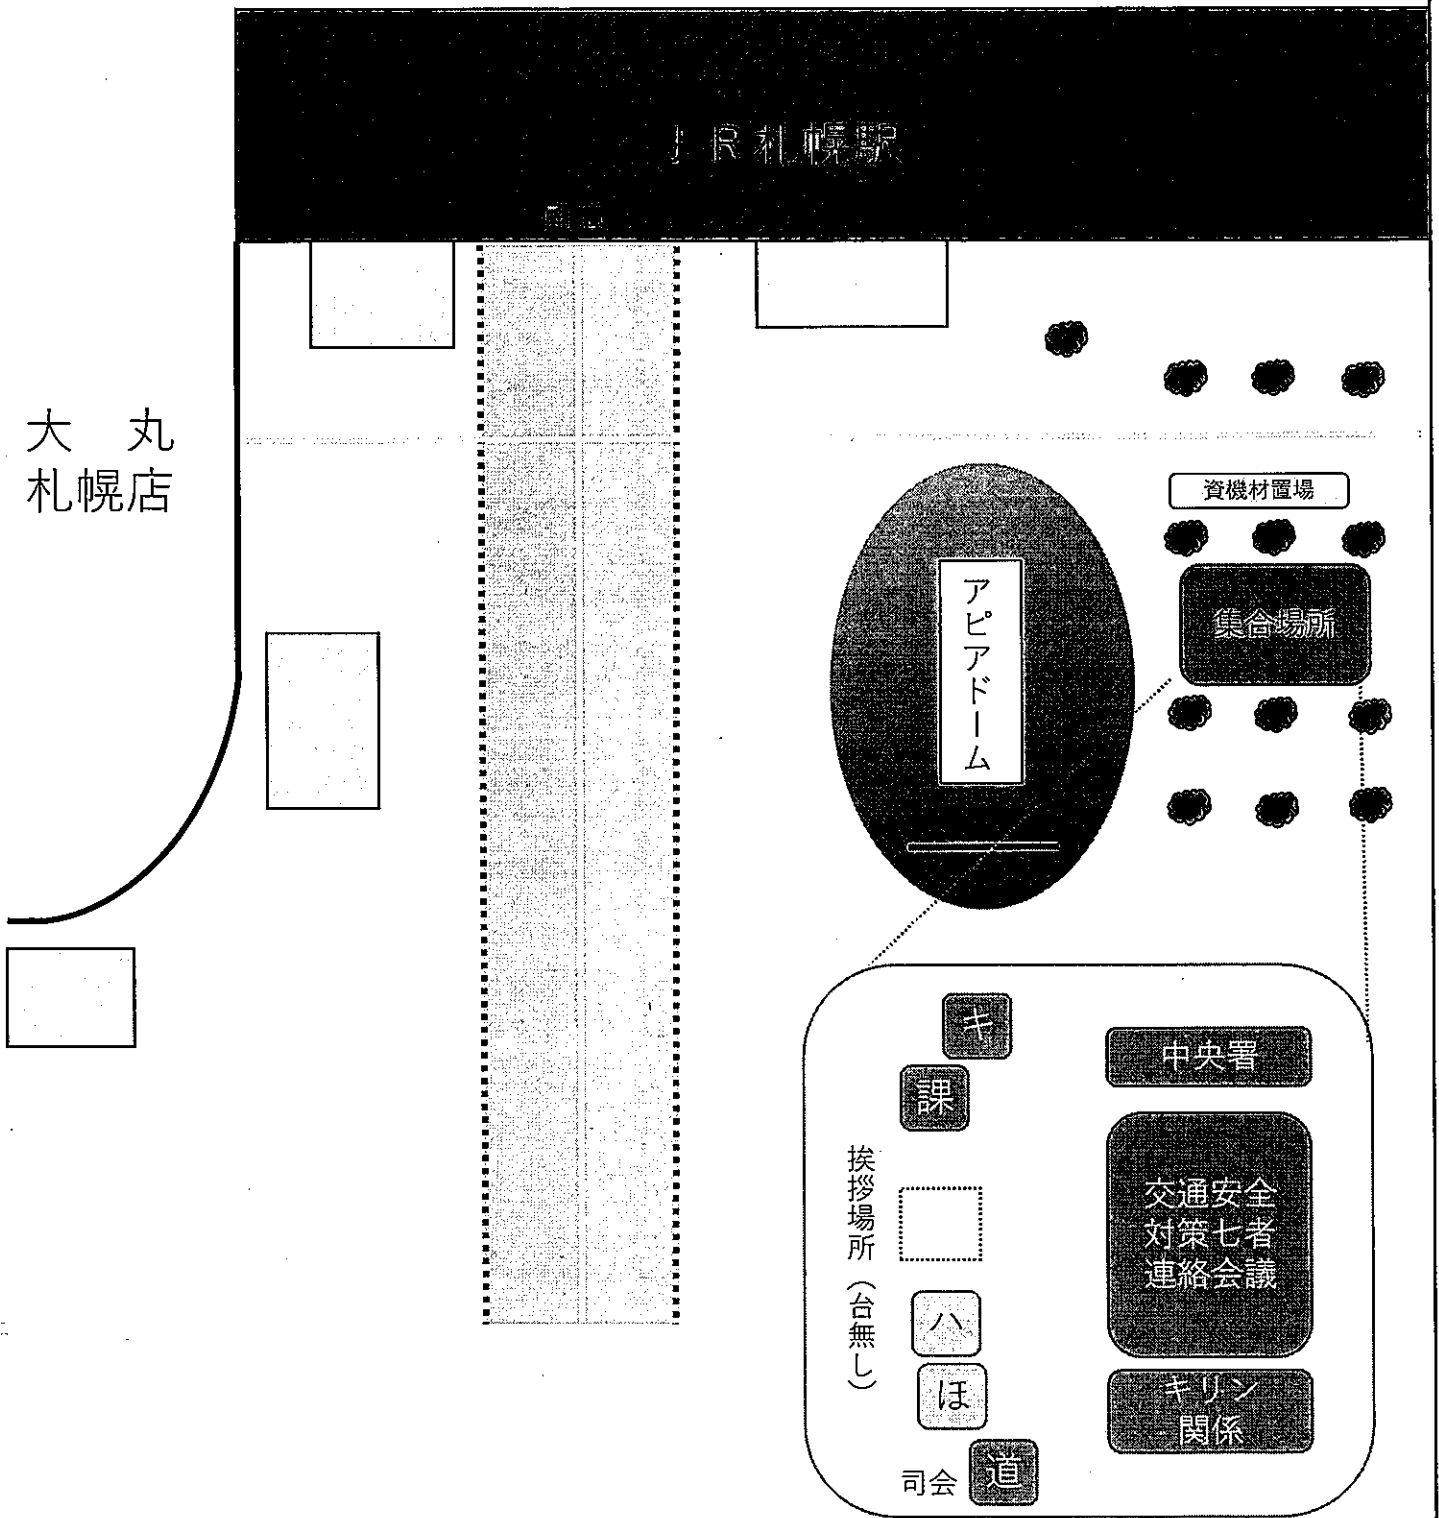 JR札幌駅
大 丸
札幌店
資機材置場
集合場所
アピアドーム
キ
課
挨拶場所（台無し）
ハ
ほ
司会
道
中央署
交通安全
対策七者
連絡会議
キリン
関係